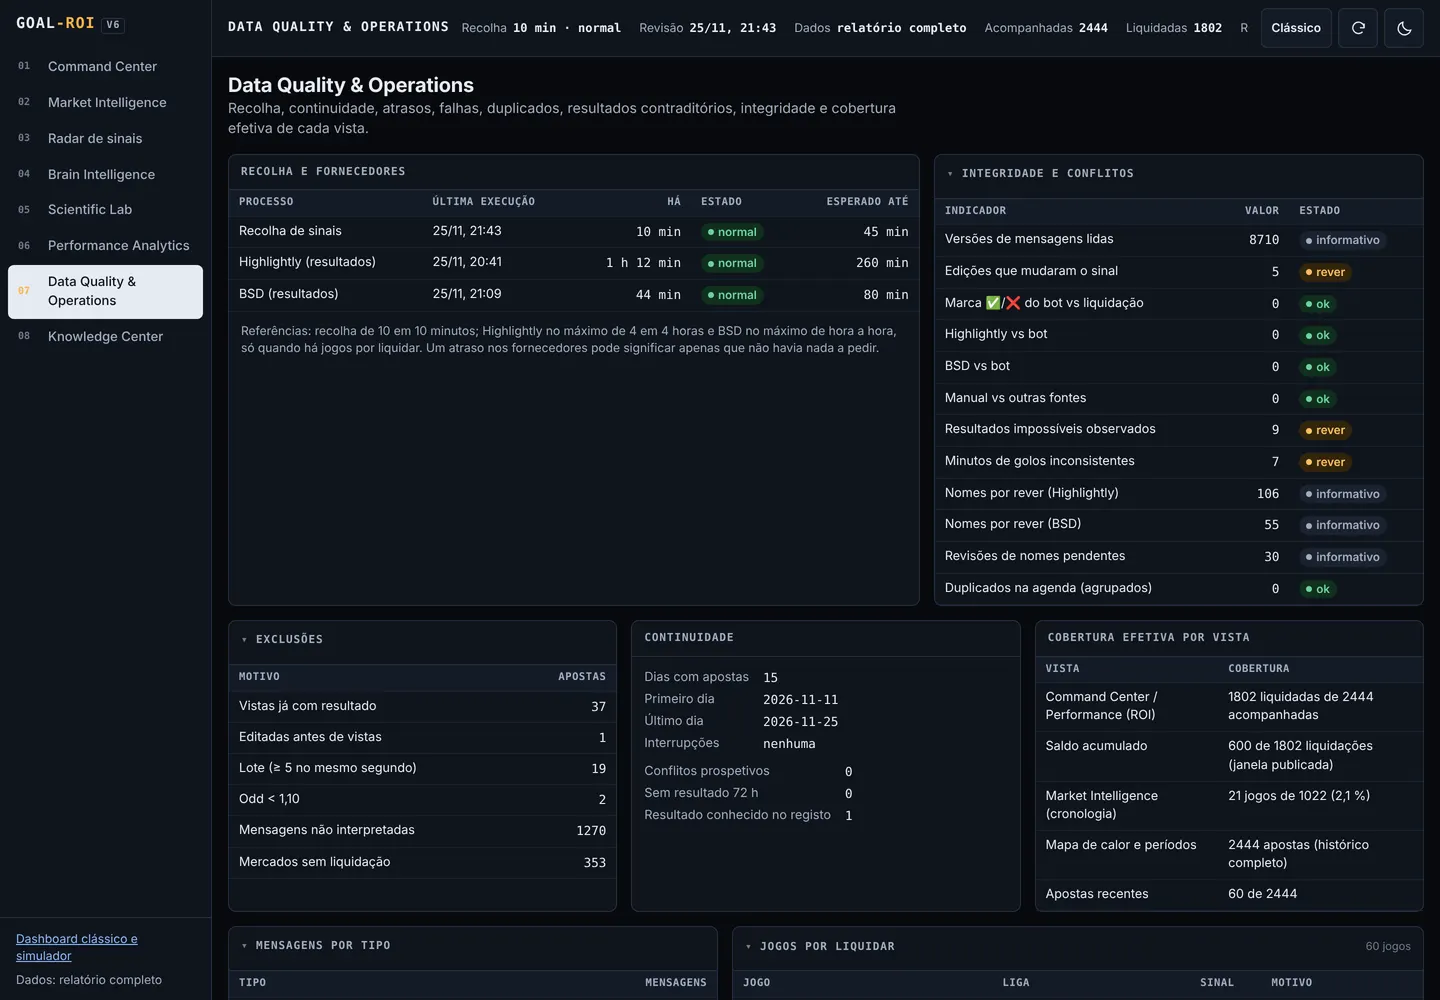 GOAL-ROI V6
01 Command Center
02 Market Intelligence
03 Radar de sinais
04 Brain Intelligence
05 Scientific Lab
06 Performance Analytics
07 Data Quality &
Operations
08 Knowledge Center
Dashboard clássico e
simulador
Dados: relatório completo
DATA QUALITY & OPERATIONS Recolha 10 min · normal Revisão 25/11, 21:43 Dados relatório completo Acompanhadas 2444 Liquidadas 1802 R Clássico
Data Quality & Operations
Recolha, continuidade, atrasos, falhas, duplicados, resultados contraditórios, integridade e cobertura
efetiva de cada vista.
RECOLHA E FORNECEDORES
PROCESSO ÚLTIMA EXECUÇÃO HÁ ESTADO ESPERADO ATÉ
Recolha de sinais 25/11, 21:43 10 min normal 45 min
Highlightly (resultados) 25/11, 20:41 1 h 12 min normal 260 min
BSD (resultados) 25/11, 21:09 44 min normal 80 min
Referências: recolha de 10 em 10 minutos; Highlightly no máximo de 4 em 4 horas e BSD no máximo de hora a hora,
só quando há jogos por liquidar. Um atraso nos fornecedores pode significar apenas que não havia nada a pedir.
▾ INTEGRIDADE E CONFLITOS
INDICADOR VALOR ESTADO
Versões de mensagens lidas 8710 informativo
Edições que mudaram o sinal 5 rever
Marca ✅/❌ do bot vs liquidação 0 ok
Highlightly vs bot 0 ok
BSD vs bot 0 ok
Manual vs outras fontes 0 ok
Resultados impossíveis observados 9 rever
Minutos de golos inconsistentes 7 rever
Nomes por rever (Highlightly) 106 informativo
Nomes por rever (BSD) 55 informativo
Revisões de nomes pendentes 30 informativo
Duplicados na agenda (agrupados) 0 ok
▾ EXCLUSÕES
MOTIVO APOSTAS
Vistas já com resultado 37
Editadas antes de vistas 1
Lote (≥ 5 no mesmo segundo) 19
Odd < 1,10 2
Mensagens não interpretadas 1270
Mercados sem liquidação 353
CONTINUIDADE
Dias com apostas 15
Primeiro dia 2026-11-11
Último dia 2026-11-25
Interrupções nenhuma
Conflitos prospetivos 0
Sem resultado 72 h 0
Resultado conhecido no registo 1
COBERTURA EFETIVA POR VISTA
VISTA COBERTURA
Command Center / 1802 liquidadas de 2444
Performance (ROI) acompanhadas
Saldo acumulado 600 de 1802 liquidações
(janela publicada)
Market Intelligence 21 jogos de 1022 (2,1 %)
(cronologia)
Mapa de calor e períodos 2444 apostas (histórico
completo)
Apostas recentes 60 de 2444
▾ MENSAGENS POR TIPO
TIPO MENSAGENS
▾ JOGOS POR LIQUIDAR 60 jogos
JOGO LIGA SINAL MOTIVO